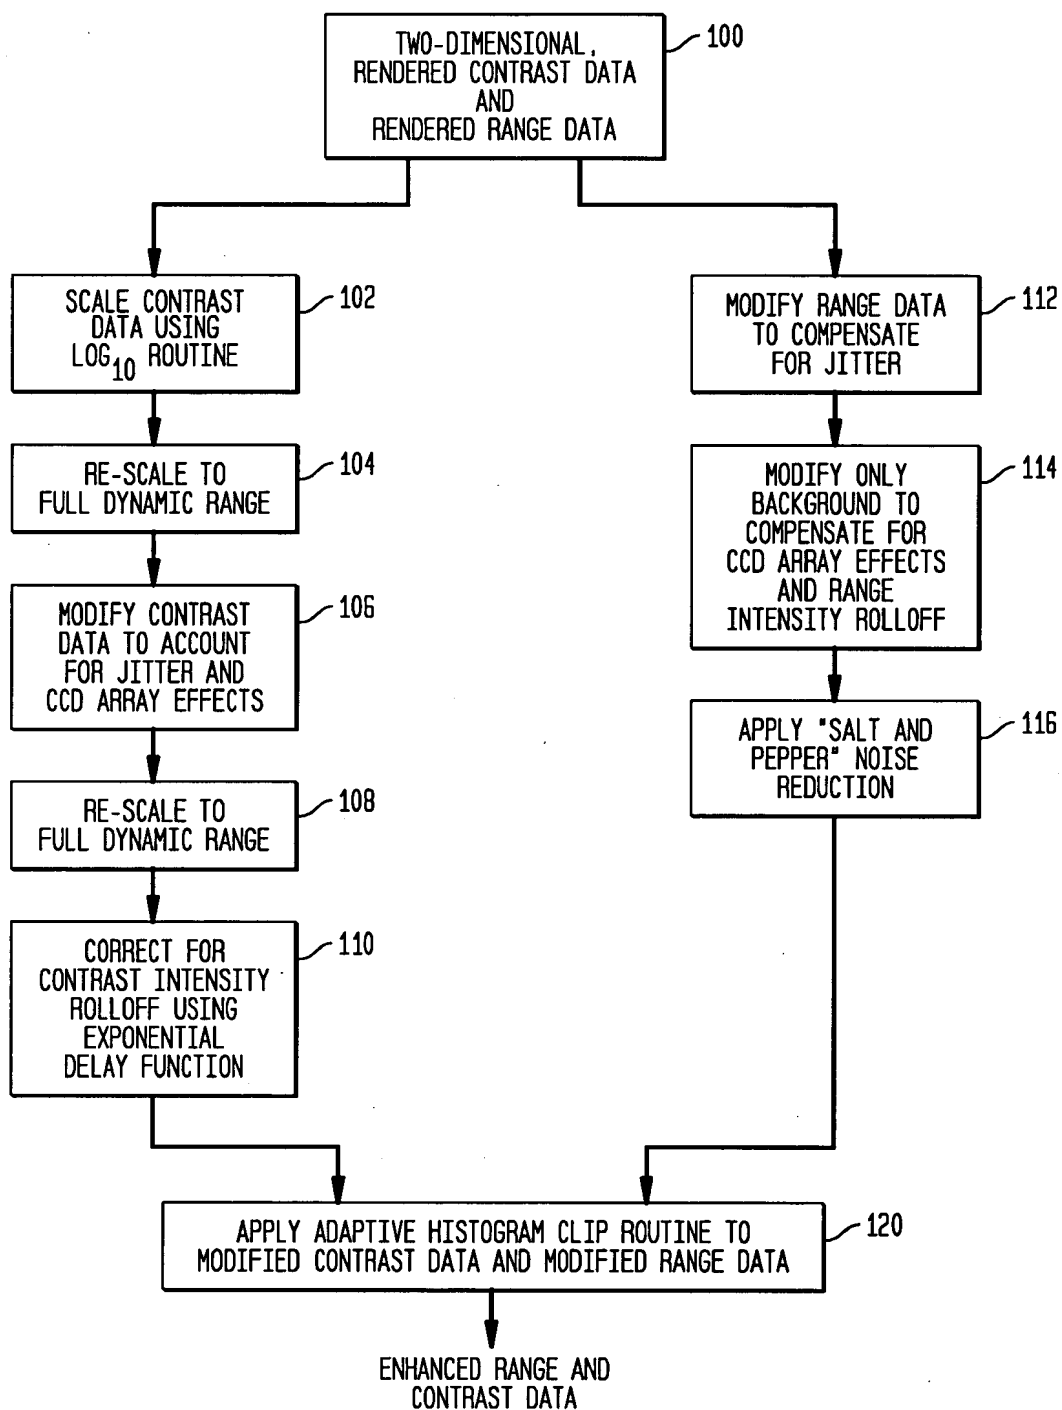 TWO-DIMENSIONAL,
RENDERED CONTRAST DATA
AND
RENDERED RANGE DATA
100
SCALE CONTRAST
DATA USING
LOG10 ROUTINE
102
RE-SCALE TO
FULL DYNAMIC RANGE
104
MODIFY CONTRAST
DATA TO ACCOUNT
FOR JITTER AND
CCD ARRAY EFFECTS
106
RE-SCALE TO
FULL DYNAMIC RANGE
108
CORRECT FOR
CONTRAST INTENSITY
ROLLOFF USING
EXPONENTIAL
DELAY FUNCTION
110
MODIFY RANGE DATA
TO COMPENSATE
FOR JITTER
112
MODIFY ONLY
BACKGROUND TO
COMPENSATE FOR
CCD ARRAY EFFECTS
AND RANGE
INTENSITY ROLLOFF
114
APPLY "SALT AND
PEPPER" NOISE
REDUCTION
116
APPLY ADAPTIVE HISTOGRAM CLIP ROUTINE TO
MODIFIED CONTRAST DATA AND MODIFIED RANGE DATA
120
ENHANCED RANGE AND
CONTRAST DATA